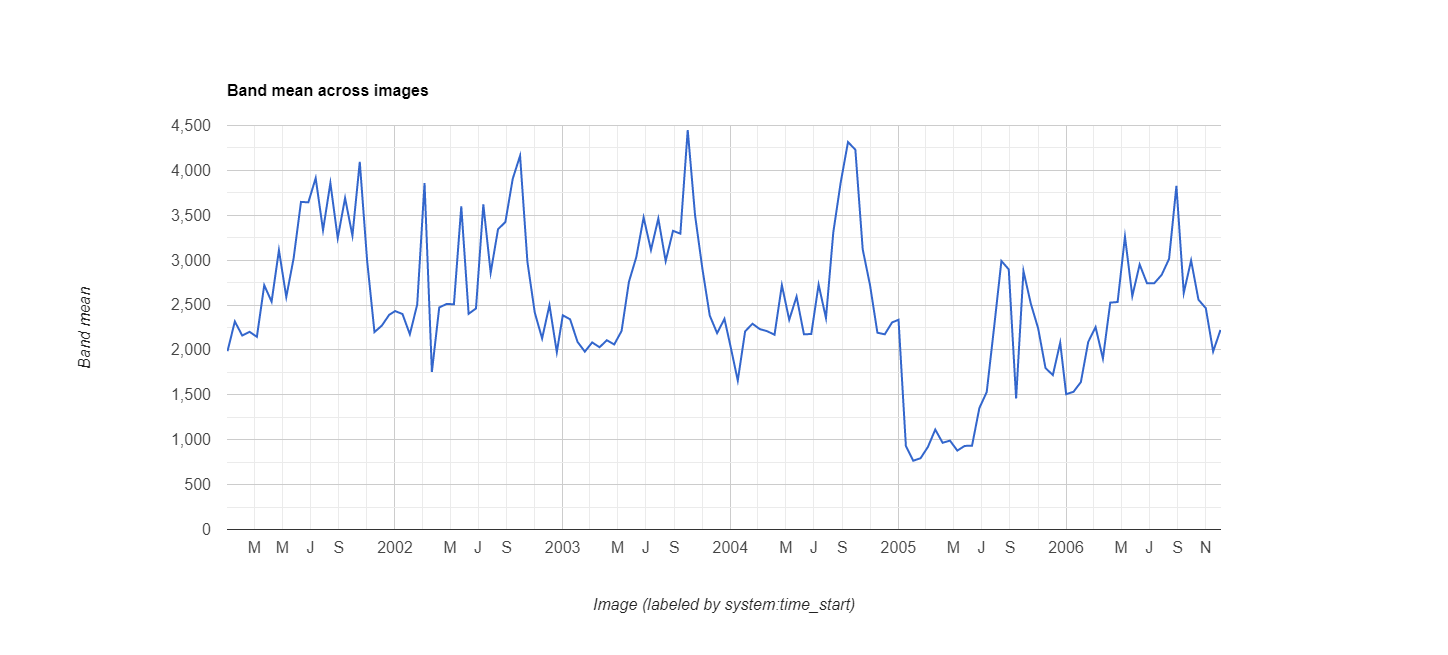 Band mean across images
4,500
4,000
3,500
3,000
2,500
2,000
1,500
1,000
500
0
Band mean
M M J S 2002 M J S 2003 M J S 2004 M J S 2005 M J S 2006 M J S N
Image (labeled by system:time_start)